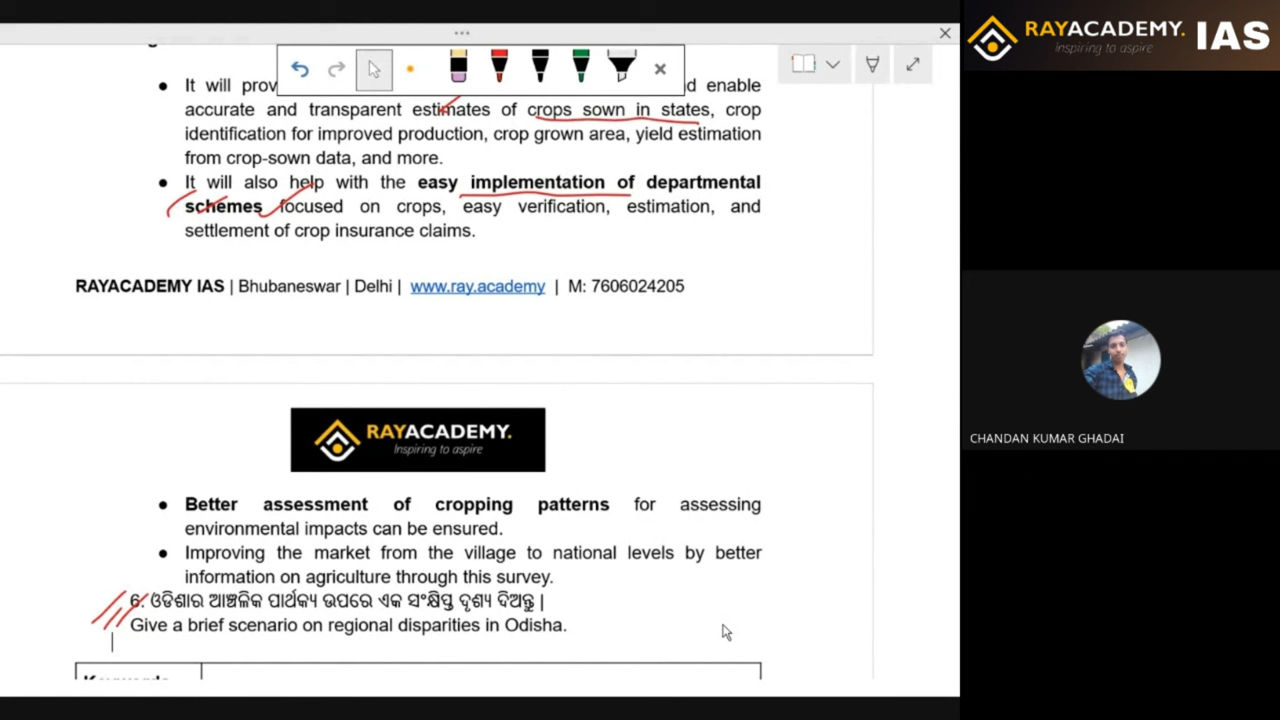 RAYACADEMY. IAS
Inspiring to aspire
It will prov
d enable
accurate and transparent estimates of crops sown in states, crop
identification for improved production, crop grown area, yield estimation
from crop-sown data, and more.
It will also help with the easy implementation of departmental
schemes focused on crops, easy verification, estimation, and
settlement of crop insurance claims.
RAYACADEMY IAS | Bhubaneswar | Delhi | www.ray.academy | M: 7606024205
RAYACADEMY.
Inspiring to aspire
CHANDAN KUMAR GHADAI
Better assessment of cropping patterns for assessing
environmental impacts can be ensured.
Improving the market from the village to national levels by better
information on agriculture through this survey.
6. ଓଡିଶାର ଆଞ୍ଚଳିକ ପାର୍ଥକ୍ୟ ଉପରେ ଏକ ସଂକ୍ଷିପ୍ତ ଦୃଶ୍ୟ ଦିଅନ୍ତୁ |
Give a brief scenario on regional disparities in Odisha.